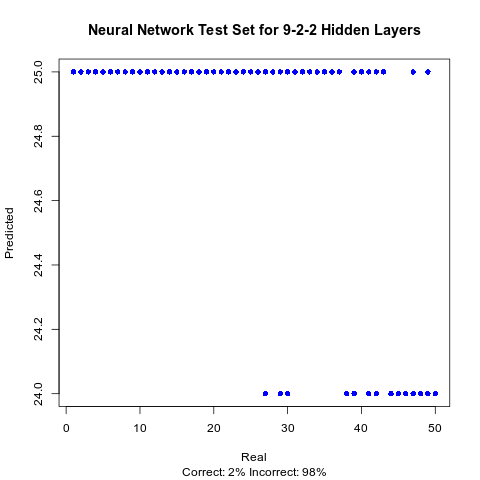 Neural Network Test Set for 9-2-2 Hidden Layers
Predicted
25.0
24.8
24.6
24.4
24.2
24.0
0 10 20 30 40 50
Real
Correct: 2% Incorrect: 98%